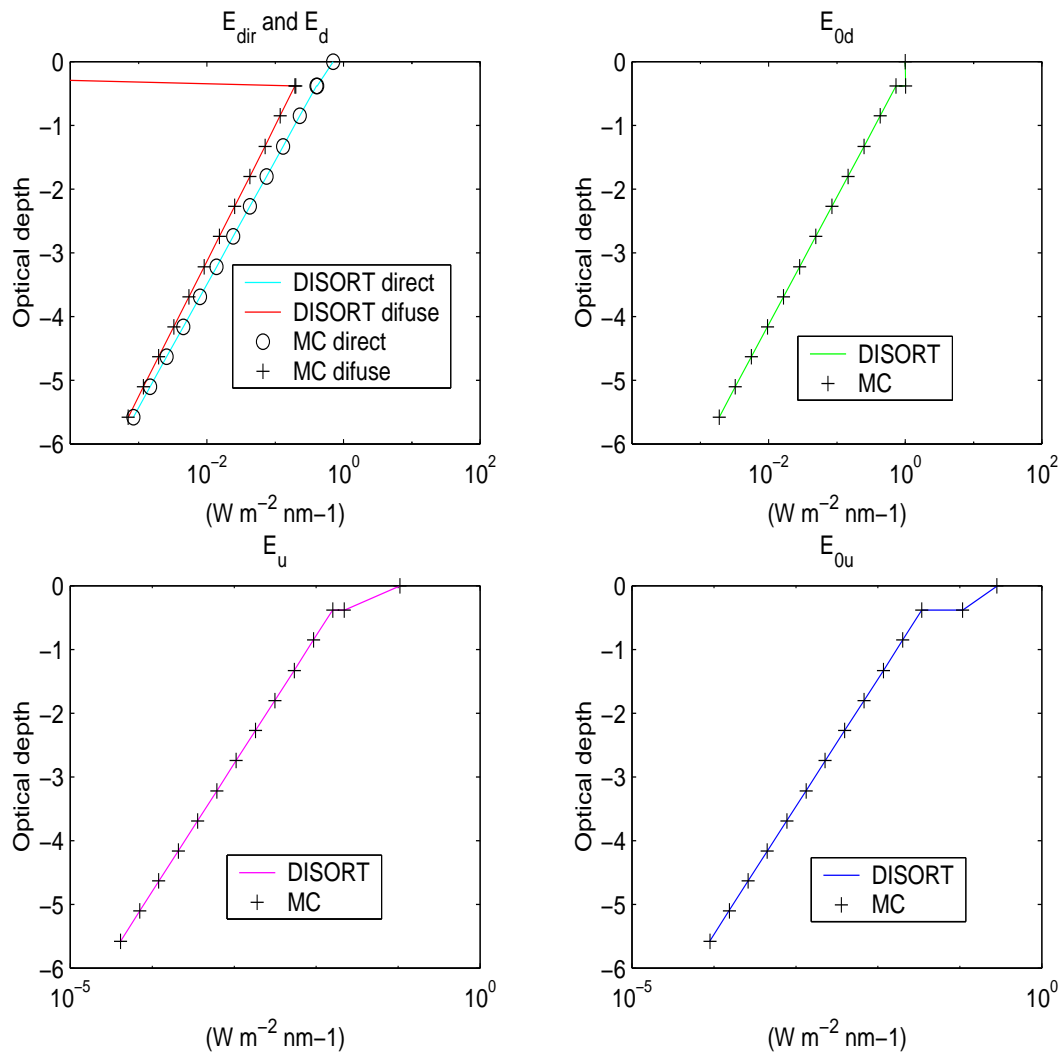 E_dir and E_d
0
−1
−2
−3
−4
−5
−6
Optical depth
DISORT direct
DISORT difuse
MC direct
MC difuse
10^−2
10^0
10^2
(W m^−2 nm−1)
E_0d
0
−1
−2
−3
−4
−5
−6
Optical depth
DISORT
MC
10^−2
10^0
10^2
(W m^−2 nm−1)
E_u
0
−1
−2
−3
−4
−5
−6
Optical depth
DISORT
MC
10^−5
10^0
(W m^−2 nm−1)
E_0u
0
−1
−2
−3
−4
−5
−6
Optical depth
DISORT
MC
10^−5
10^0
(W m^−2 nm−1)